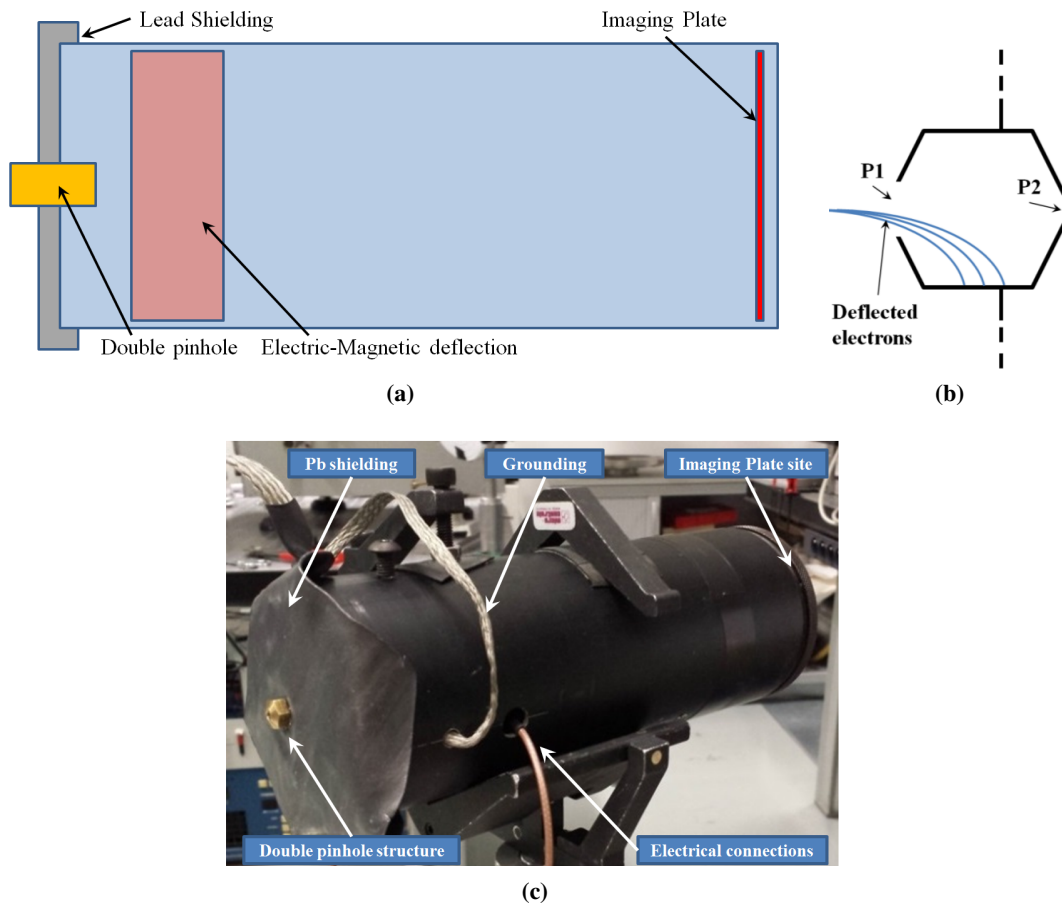 Lead Shielding
Imaging Plate
Double pinhole
Electric-Magnetic deflection
(a)
P1
P2
Deflected
electrons
(b)
Pb shielding
Grounding
Imaging Plate site
Double pinhole structure
Electrical connections
(c)